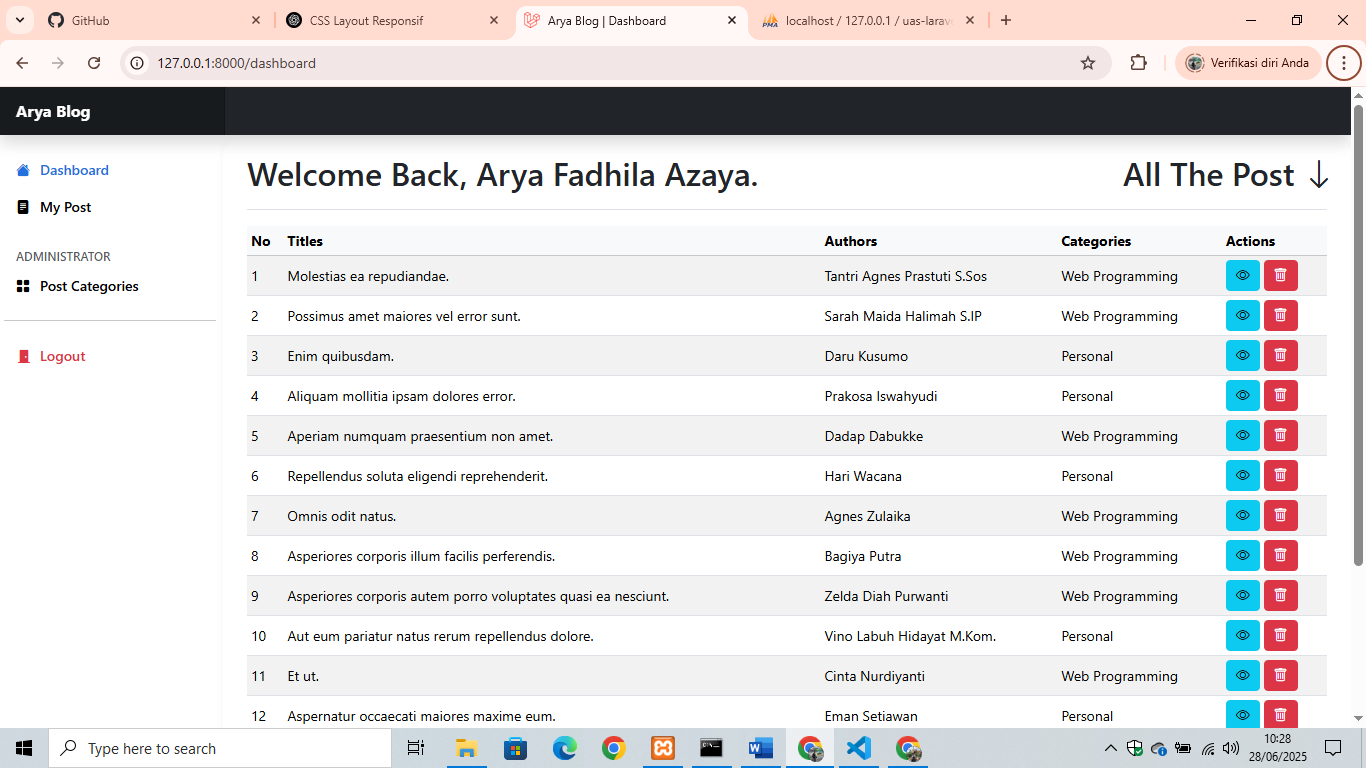 GitHub
CSS Layout Responsif
Arya Blog | Dashboard
PMA localhost / 127.0.0.1 / uas-larave
127.0.0.1:8000/dashboard
Verifikasi diri Anda
Arya Blog
Dashboard
My Post
ADMINISTRATOR
Post Categories
Logout
Welcome Back, Arya Fadhila Azaya.
All The Post
No Titles Authors Categories Actions
1 Molestias ea repudiandae. Tantri Agnes Prastuti S.Sos Web Programming
2 Possimus amet maiores vel error sunt. Sarah Maida Halimah S.IP Web Programming
3 Enim quibusdam. Daru Kusumo Personal
4 Aliquam mollitia ipsam dolores error. Prakosa Iswahyudi Personal
5 Aperiam numquam praesentium non amet. Dadap Dabukke Web Programming
6 Repellendus soluta eligendi reprehenderit. Hari Wacana Personal
7 Omnis odit natus. Agnes Zulaika Web Programming
8 Asperiores corporis illum facilis perferendis. Bagiya Putra Web Programming
9 Asperiores corporis autem porro voluptates quasi ea nesciunt. Zelda Diah Purwanti Web Programming
10 Aut eum pariatur natus rerum repellendus dolore. Vino Labuh Hidayat M.Kom. Personal
11 Et ut. Cinta Nurdiyanti Web Programming
12 Aspernatur occaecati maiores maxime eum. Eman Setiawan Personal
Type here to search
10:28
28/06/2025